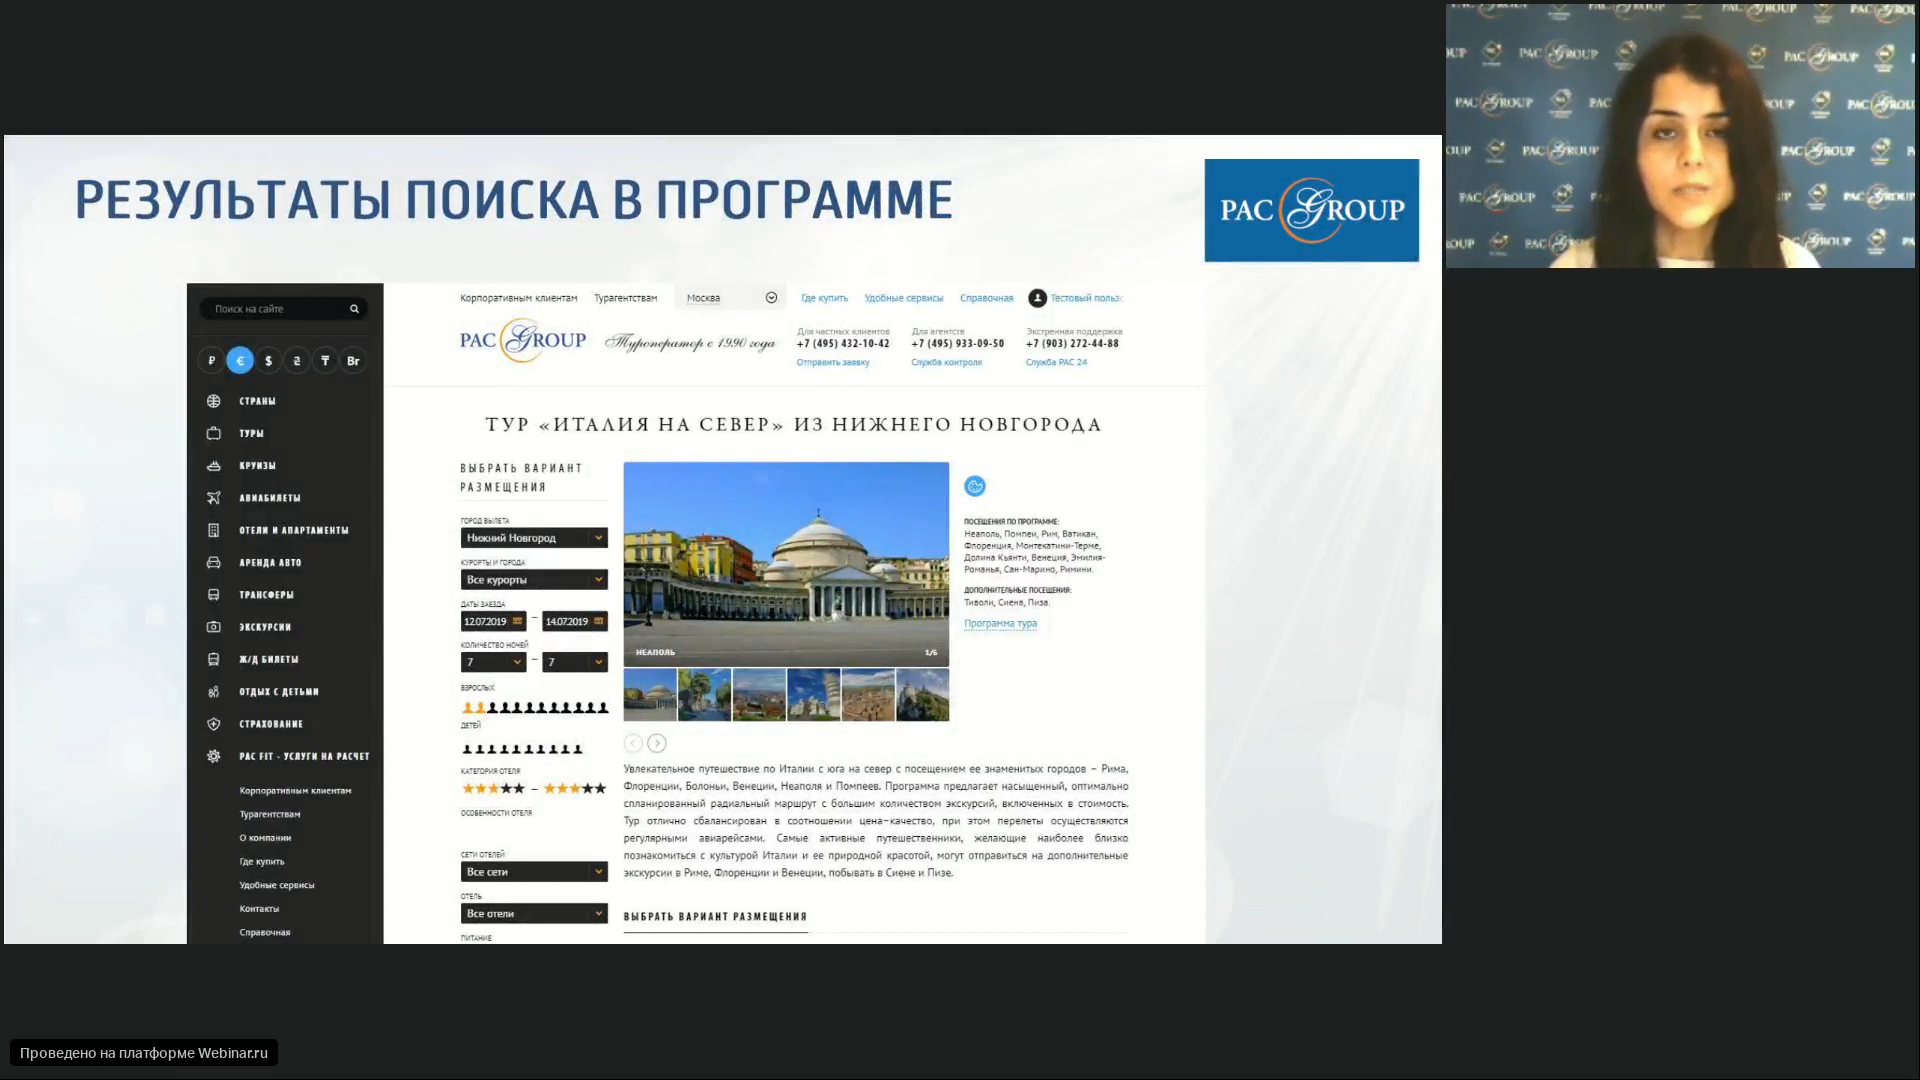 РЕЗУЛЬТАТЫ ПОИСКА В ПРОГРАММЕ
PAC GROUP
Поиск на сайте
₽ € $ ₴ ₸ Br
СТРАНЫ
ТУРЫ
КРУИЗЫ
АВИАБИЛЕТЫ
ОТЕЛИ И АПАРТАМЕНТЫ
АРЕНДА АВТО
ТРАНСФЕРЫ
ЭКСКУРСИИ
Ж/Д БИЛЕТЫ
ОТДЫХ С ДЕТЬМИ
СТРАХОВАНИЕ
PAC FIT - УСЛУГИ НА РАСЧЕТ
Корпоративным клиентам
Турагентствам
О компании
Где купить
Удобные сервисы
Контакты
Справочная
Корпоративным клиентам Турагентствам Москва Где купить Удобные сервисы Справочная Тестовый польз
PAC GROUP
Туроператор с 1990 года
Для частных клиентов
+7 (495) 432-10-42
Отправить заявку
Для агентств
+7 (495) 933-09-50
Служба контроля
Экстренная поддержка
+7 (903) 272-44-88
Служба PAC 24
ТУР «ИТАЛИЯ НА СЕВЕР» ИЗ НИЖНЕГО НОВГОРОДА
ВЫБРАТЬ ВАРИАНТ
РАЗМЕЩЕНИЯ
ГОРОД ВЫЛЕТА
Нижний Новгород
КУРОРТЫ И ГОРОДА
Все курорты
ДАТЫ ЗАЕЗДА
12.07.2019 – 14.07.2019
КОЛИЧЕСТВО НОЧЕЙ
7 – 7
ВЗРОСЛЫХ
ДЕТЕЙ
КАТЕГОРИЯ ОТЕЛЯ
–
ОСОБЕННОСТИ ОТЕЛЯ
СЕТИ ОТЕЛЕЙ
Все сети
ОТЕЛЬ
Все отели
ПИТАНИЕ
НЕАПОЛЬ 1/6
ПОСЕЩЕНИЯ ПО ПРОГРАММЕ:
Неаполь, Помпеи, Рим, Ватикан,
Флоренция, Монтекатини-Терме,
Долина Кьянти, Венеция, Эмилия-
Романья, Сан-Марино, Римини.
ДОПОЛНИТЕЛЬНЫЕ ПОСЕЩЕНИЯ:
Тиволи, Сиена, Пиза.
Программа тура
Увлекательное путешествие по Италии с юга на север с посещением ее знаменитых городов – Рима,
Флоренции, Болоньи, Венеции, Неаполя и Помпеев. Программа предлагает насыщенный, оптимально
спланированный радиальный маршрут с большим количеством экскурсий, включенных в стоимость.
Тур отлично сбалансирован в соотношении цена–качество, при этом перелеты осуществляются
регулярными авиарейсами. Самые активные путешественники, желающие наиболее близко
познакомиться с культурой Италии и ее природной красотой, могут отправиться на дополнительные
экскурсии в Риме, Флоренции и Венеции, побывать в Сиене и Пизе.
ВЫБРАТЬ ВАРИАНТ РАЗМЕЩЕНИЯ
PAC GROUP
Проведено на платформе Webinar.ru